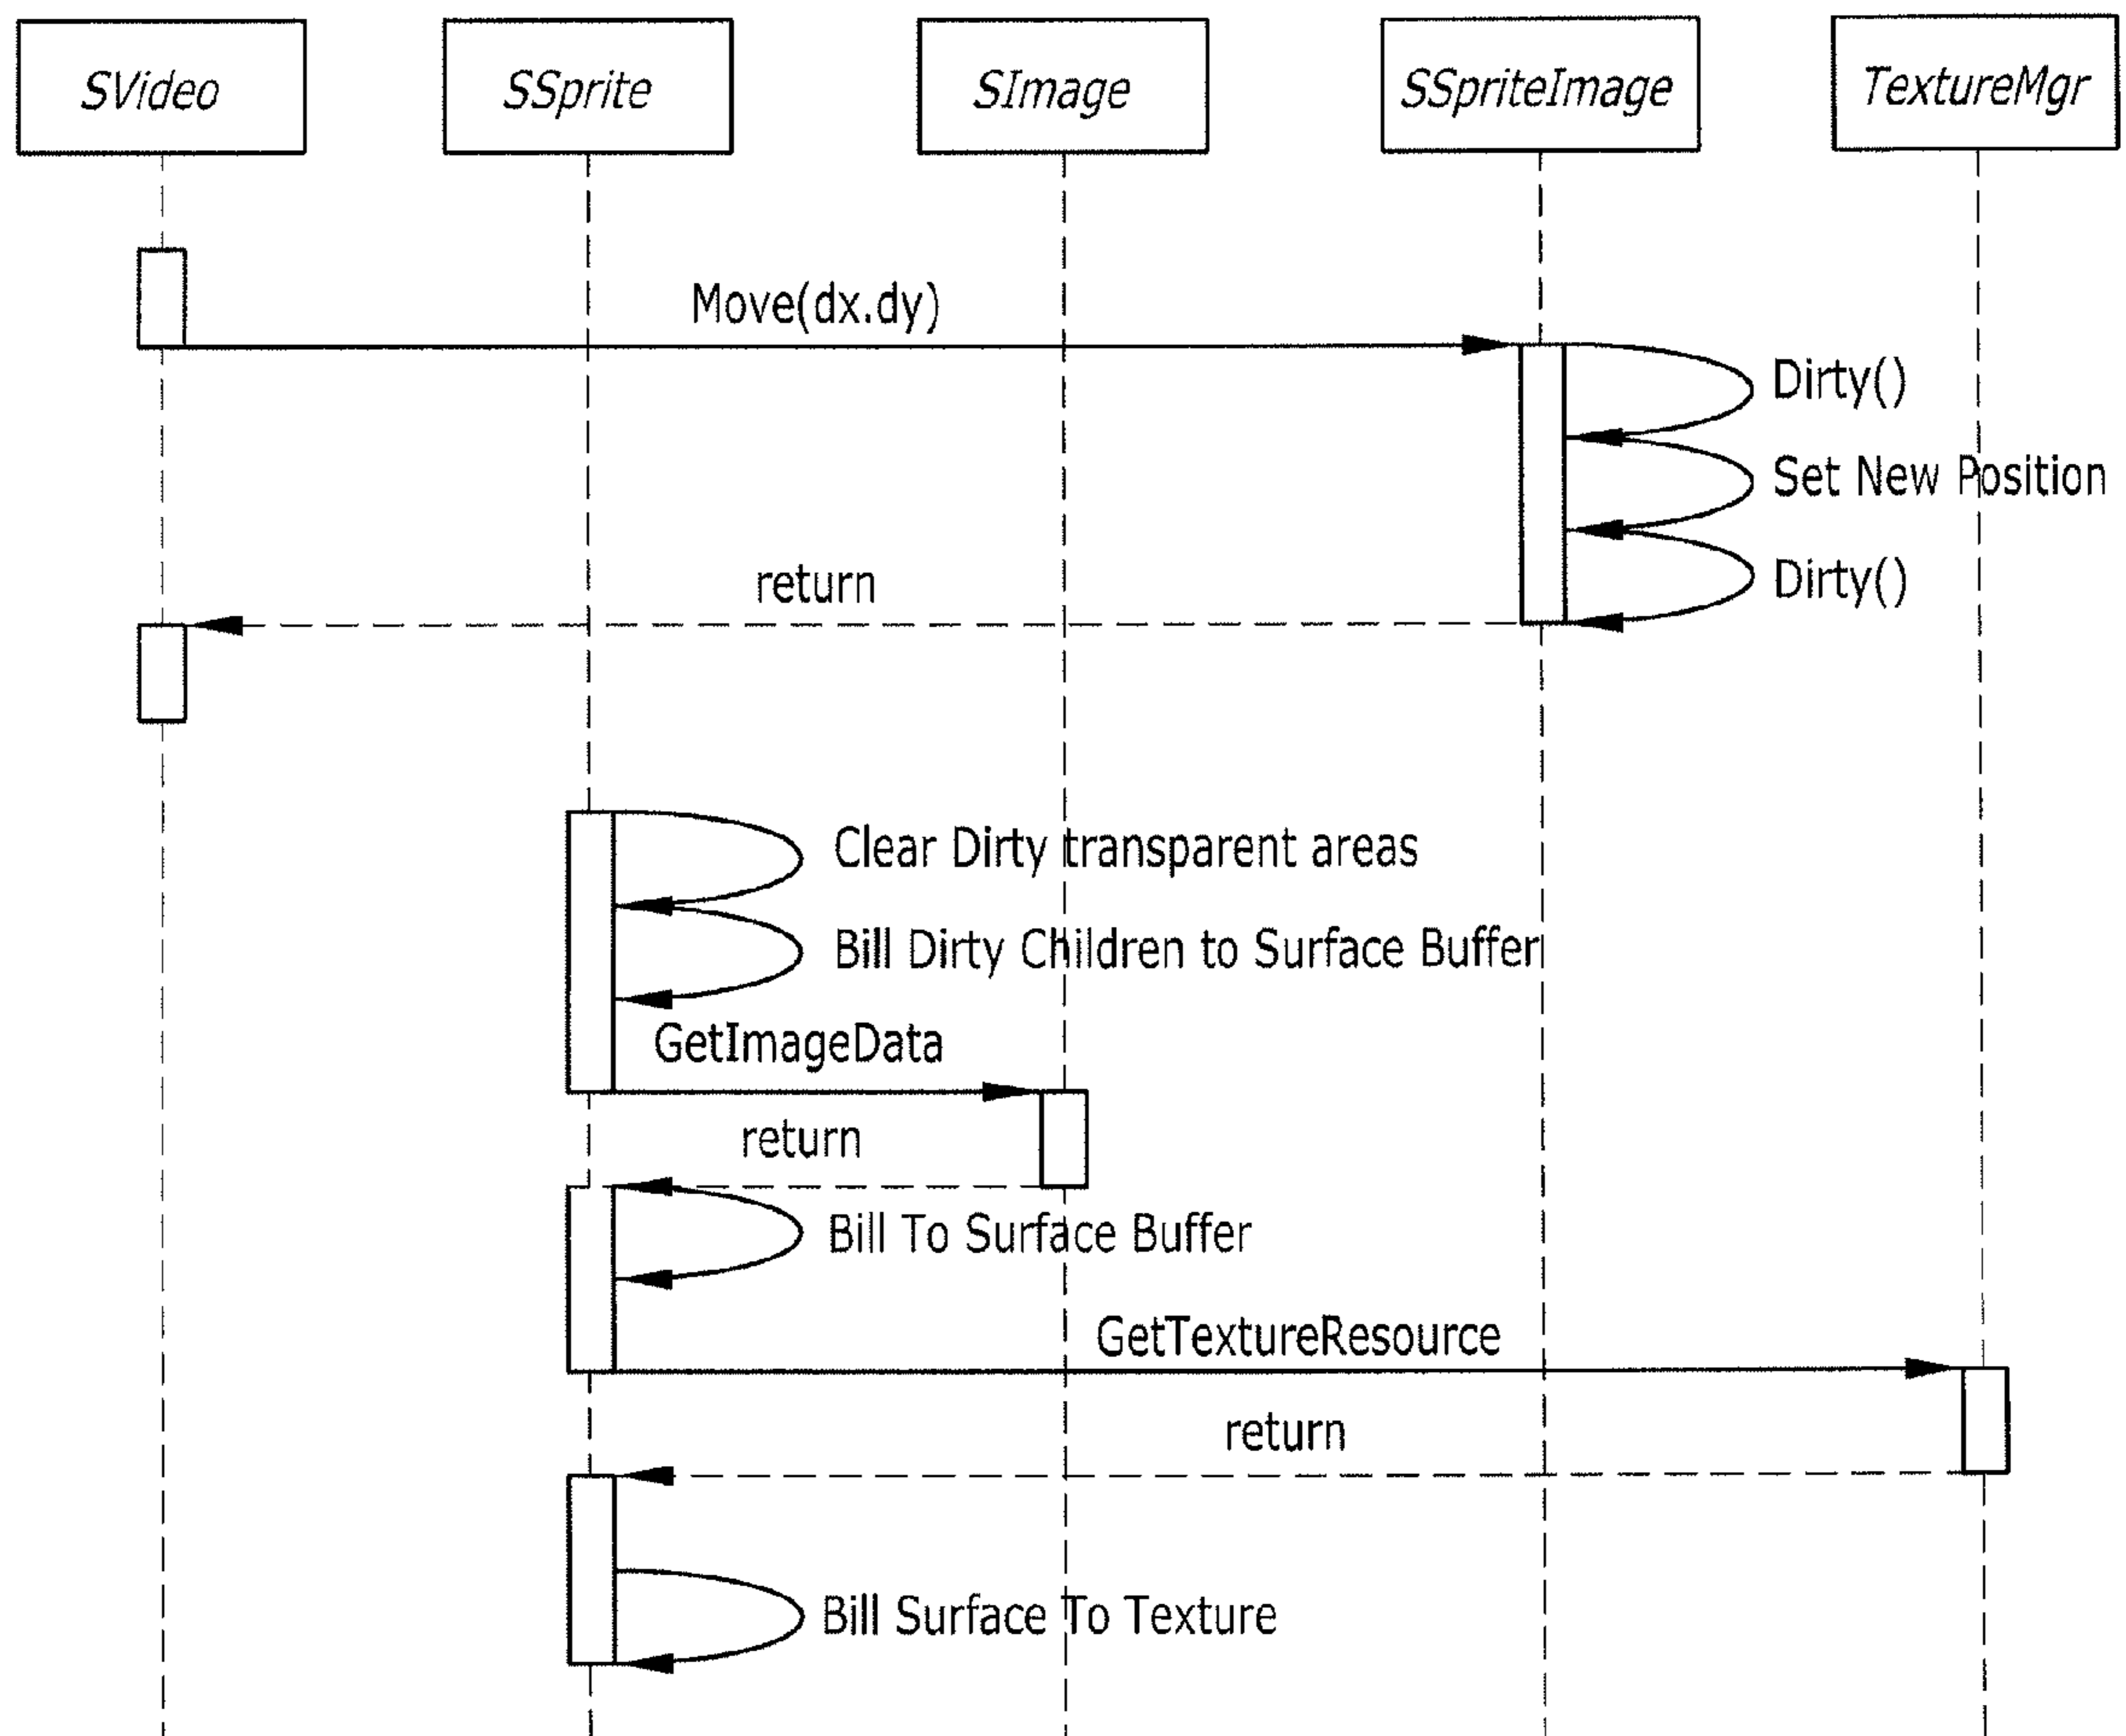 SVideo
SSprite
SImage
SSpriteImage
TextureMgr
Move(dx.dy)
Dirty()
Set New Position
return
Dirty()
Clear Dirty transparent areas
Bill Dirty Children to Surface Buffer
GetImageData
return
Bill To Surface Buffer
GetTextureResource
return
Bill Surface To Texture